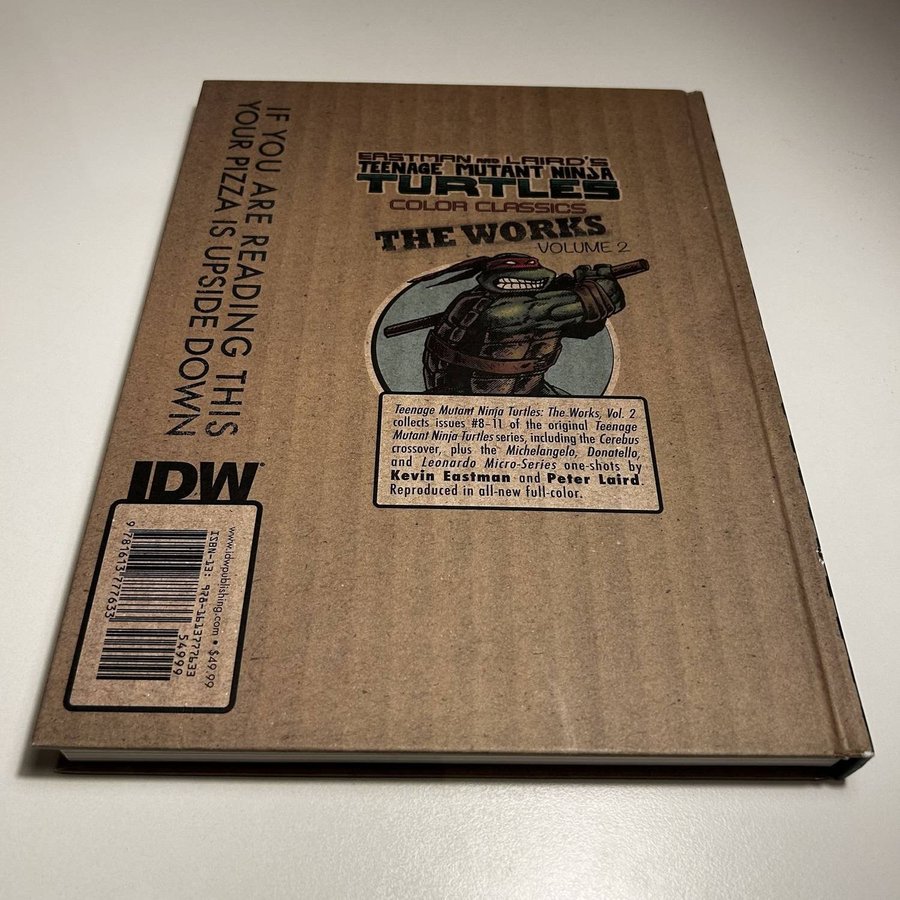 IF YOU ARE READING THIS
YOUR PIZZA IS UPSIDE DOWN
EASTMAN AND LAIRD'S
TEENAGE MUTANT NINJA
TURTLES
COLOR CLASSICS
THE WORKS
VOLUME 2
Teenage Mutant Ninja Turtles: The Works, Vol. 2
collects issues #8-11 of the original Teenage
Mutant Ninja Turtles series, including the Cerebus
crossover, plus the Michelangelo, Donatello,
and Leonardo Micro-Series one-shots by
Kevin Eastman and Peter Laird.
Reproduced in all-new full-color.
IDW
www.idwpublishing.com • $49.99
ISBN-13: 978-1613777633
54999
9 781613 777633